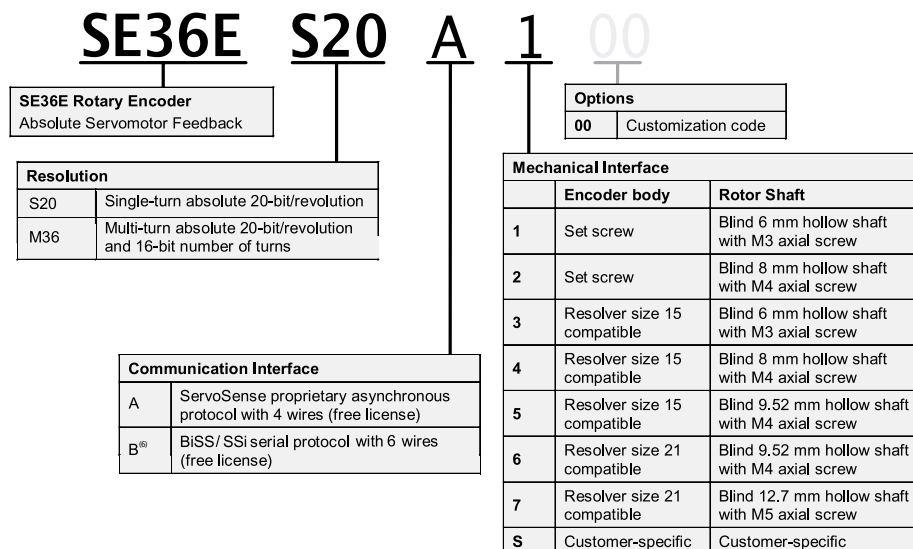 SE36E S20 A 1 00
SE36E Rotary Encoder
Absolute Servomotor Feedback
Options
00 Customization code
Resolution
S20 Single-turn absolute 20-bit/revolution
M36 Multi-turn absolute 20-bit/revolution
and 16-bit number of turns
Communication Interface
A ServoSense proprietary asynchronous
protocol with 4 wires (free license)
B⁽⁶⁾ BiSS/ SSi serial protocol with 6 wires
(free license)
Mechanical Interface
Encoder body Rotor Shaft
1 Set screw Blind 6 mm hollow shaft
with M3 axial screw
2 Set screw Blind 8 mm hollow shaft
with M4 axial screw
3 Resolver size 15 Blind 6 mm hollow shaft
compatible with M3 axial screw
4 Resolver size 15 Blind 8 mm hollow shaft
compatible with M4 axial screw
5 Resolver size 15 Blind 9.52 mm hollow shaft
compatible with M4 axial screw
6 Resolver size 21 Blind 9.52 mm hollow shaft
compatible with M4 axial screw
7 Resolver size 21 Blind 12.7 mm hollow shaft
compatible with M5 axial screw
S Customer-specific Customer-specific